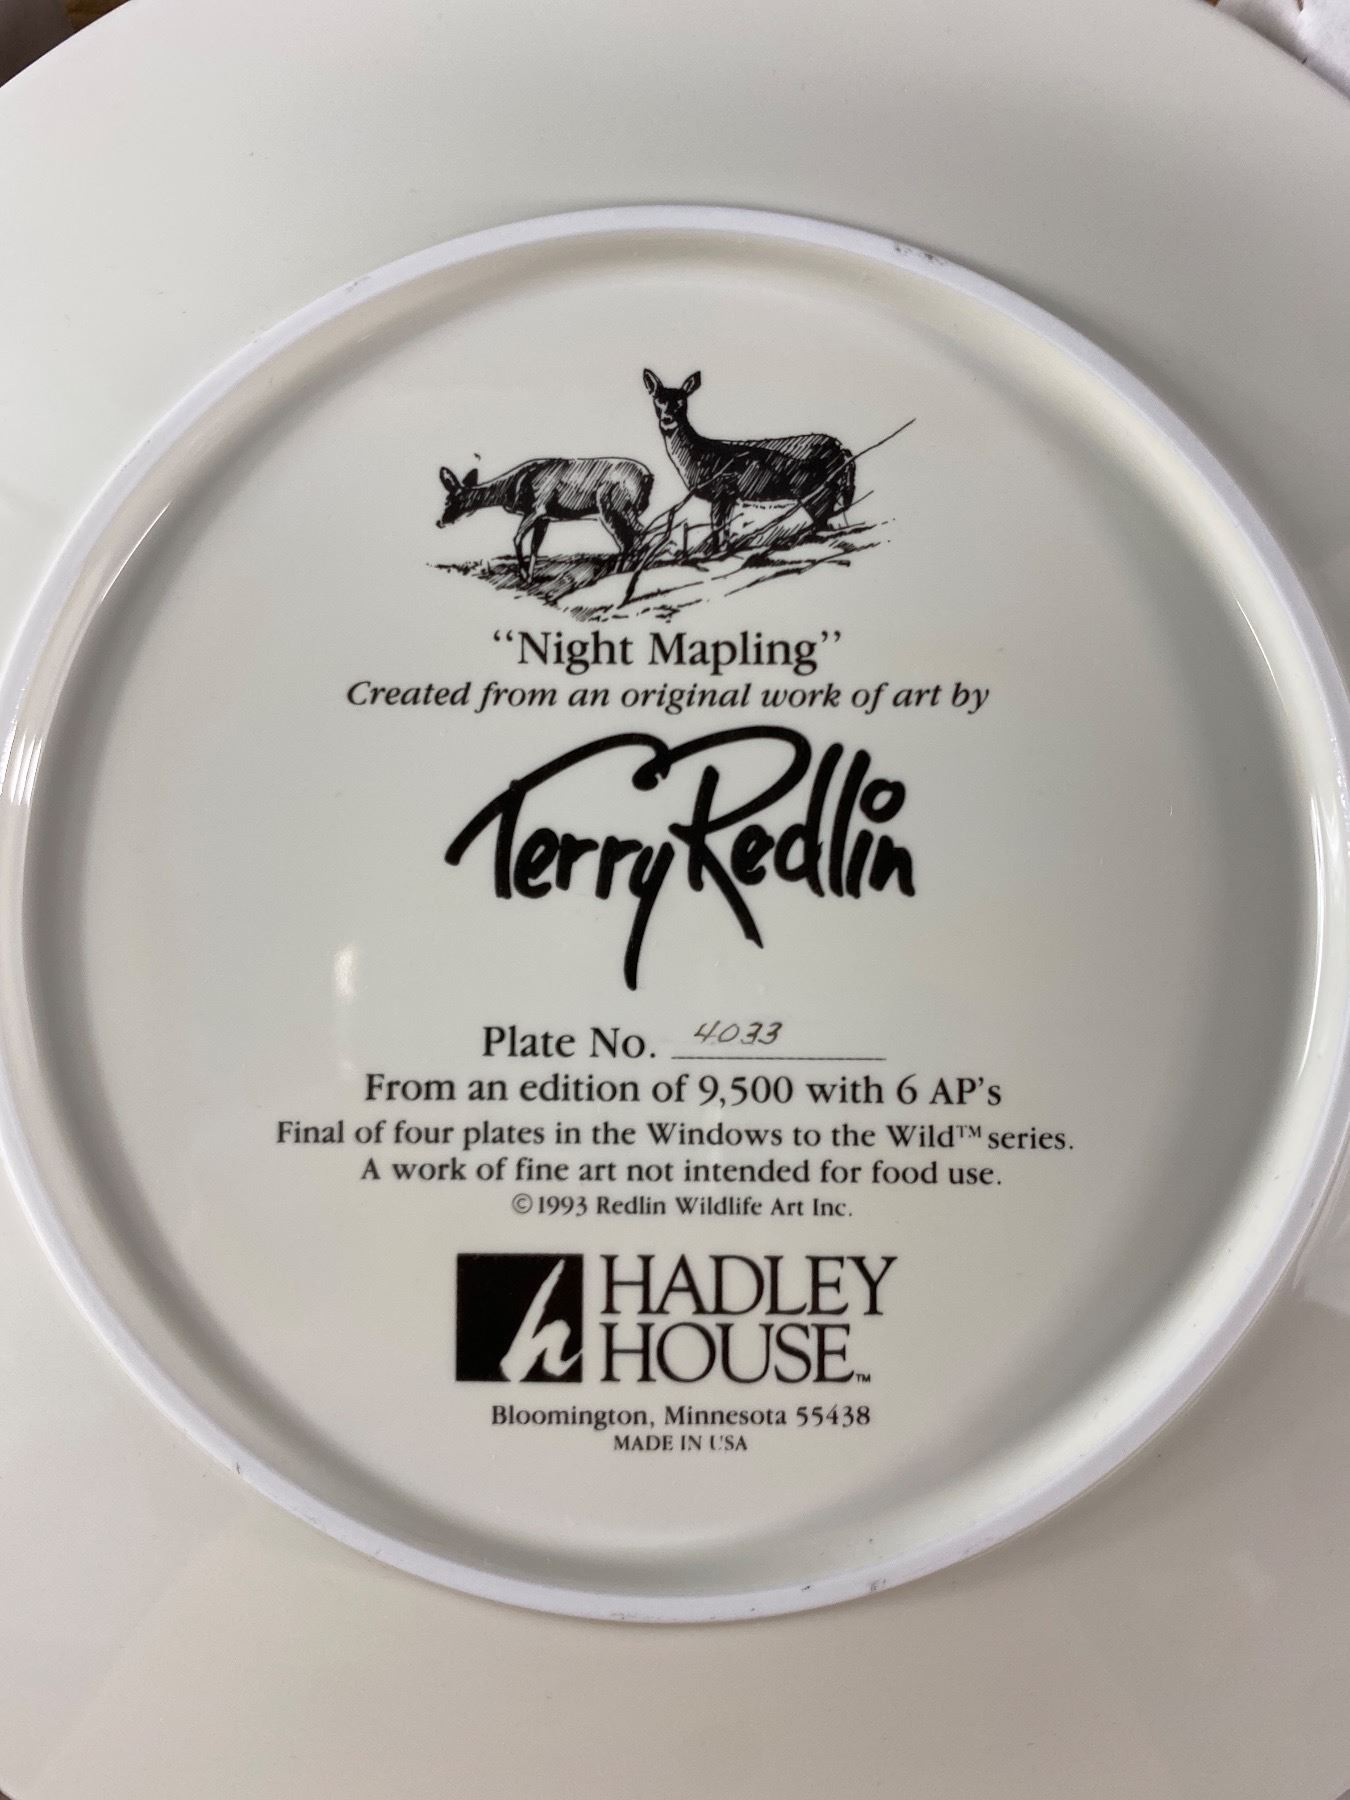 “Night Mapling”
Created from an original work of art by
Terry Redlin
Plate No. 4033
From an edition of 9,500 with 6 AP’s
Final of four plates in the Windows to the Wild™ series.
A work of fine art not intended for food use.
©1993 Redlin Wildlife Art Inc.
h HADLEY
HOUSE™
Bloomington, Minnesota 55438
MADE IN USA